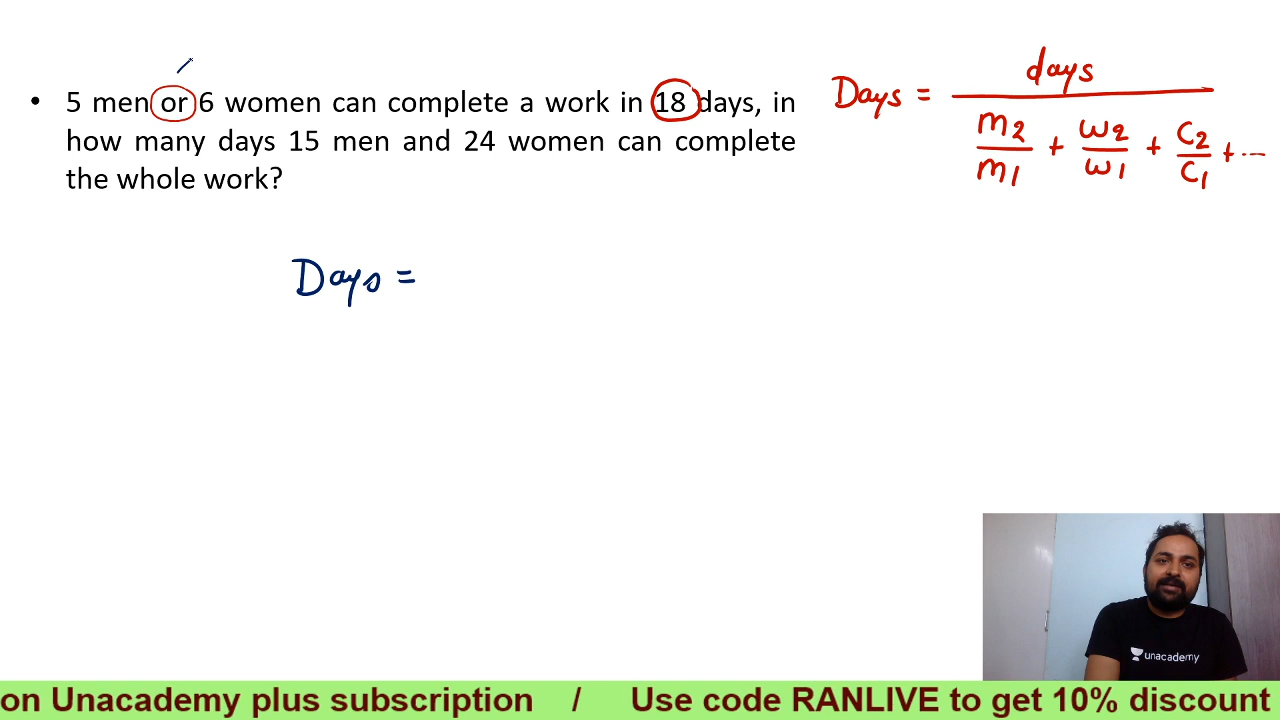 • 5 men or 6 women can complete a work in 18 days, in
how many days 15 men and 24 women can complete
the whole work?
Days = days / (m2/m1 + w2/w1 + c2/c1 + ...)
Days =
unacademy
on Unacademy plus subscription / Use code RANLIVE to get 10% discount